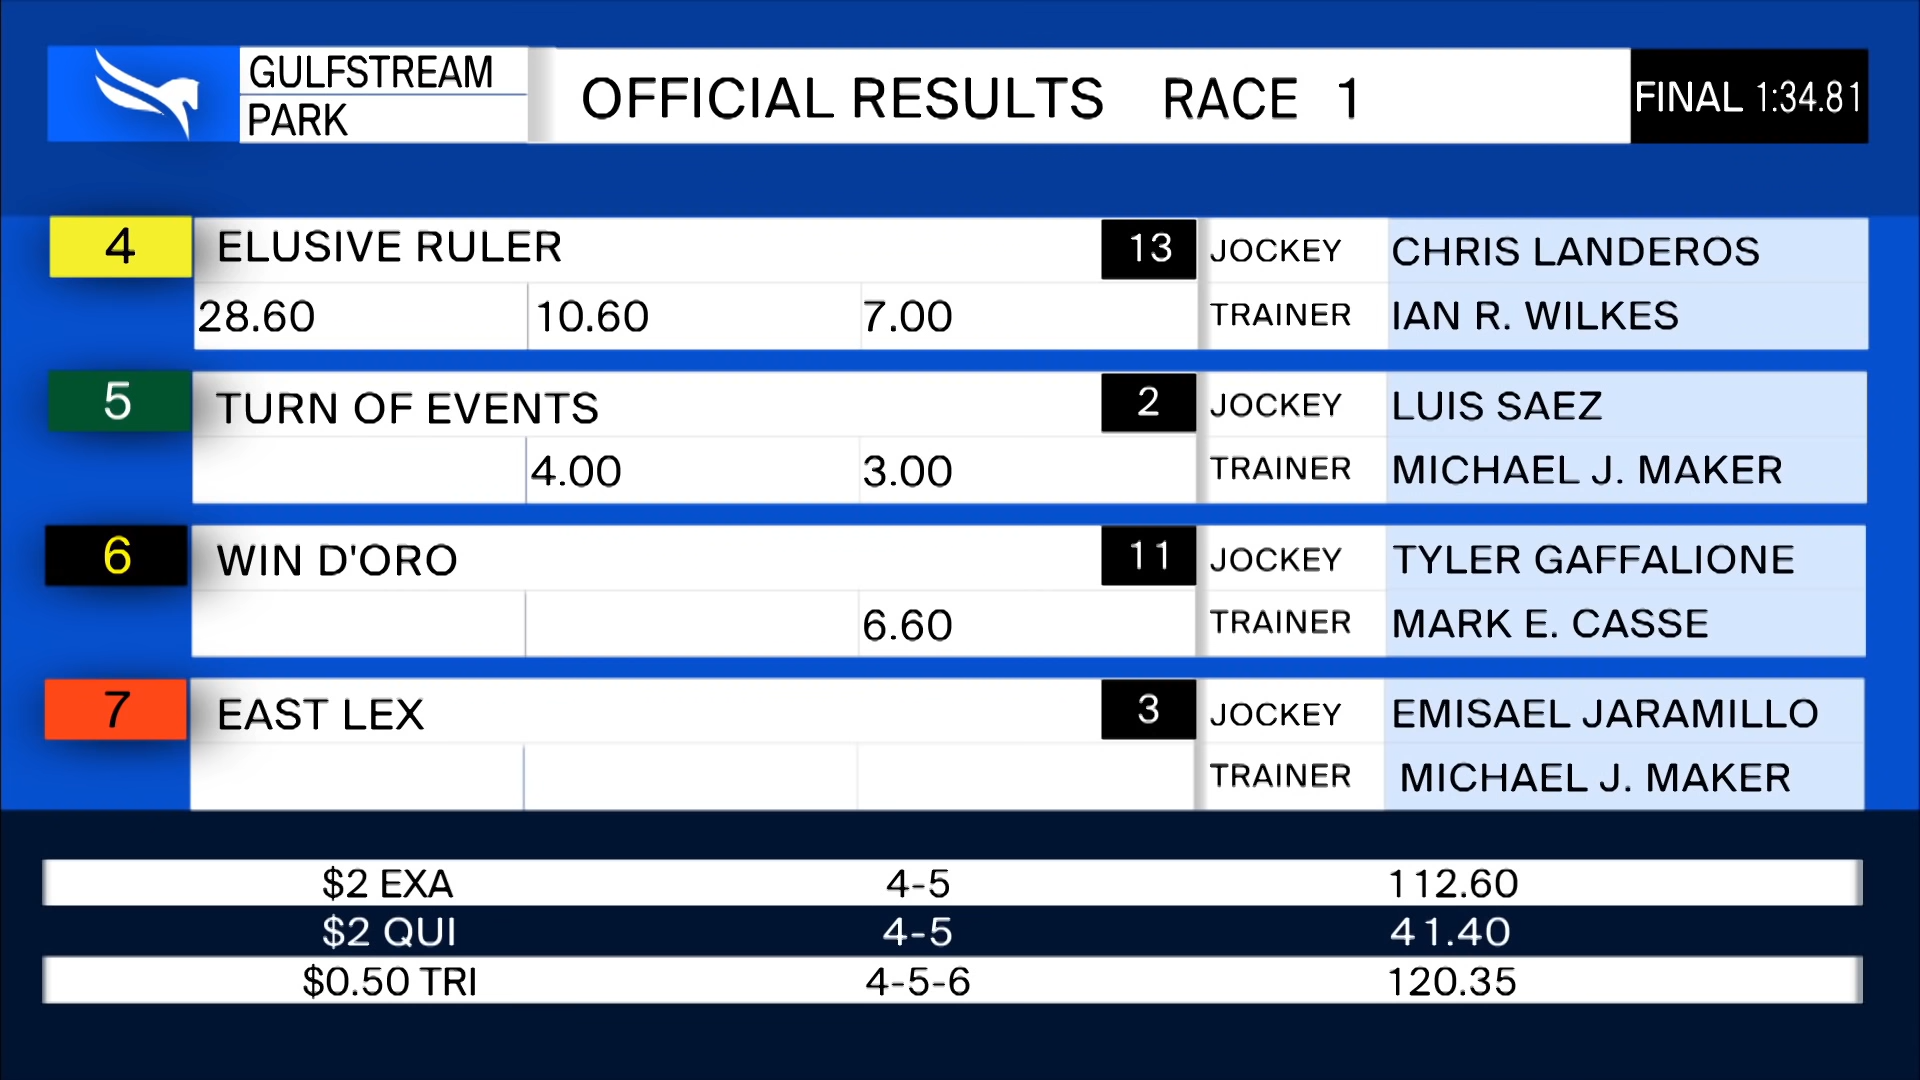 GULFSTREAM
PARK
OFFICIAL RESULTS RACE 1
FINAL 1:34.81
4 ELUSIVE RULER 13 JOCKEY CHRIS LANDEROS
28.60 10.60 7.00 TRAINER IAN R. WILKES
5 TURN OF EVENTS 2 JOCKEY LUIS SAEZ
4.00 3.00 TRAINER MICHAEL J. MAKER
6 WIN D'ORO 11 JOCKEY TYLER GAFFALIONE
6.60 TRAINER MARK E. CASSE
7 EAST LEX 3 JOCKEY EMISAEL JARAMILLO
TRAINER MICHAEL J. MAKER
$2 EXA 4-5 112.60
$2 QUI 4-5 41.40
$0.50 TRI 4-5-6 120.35